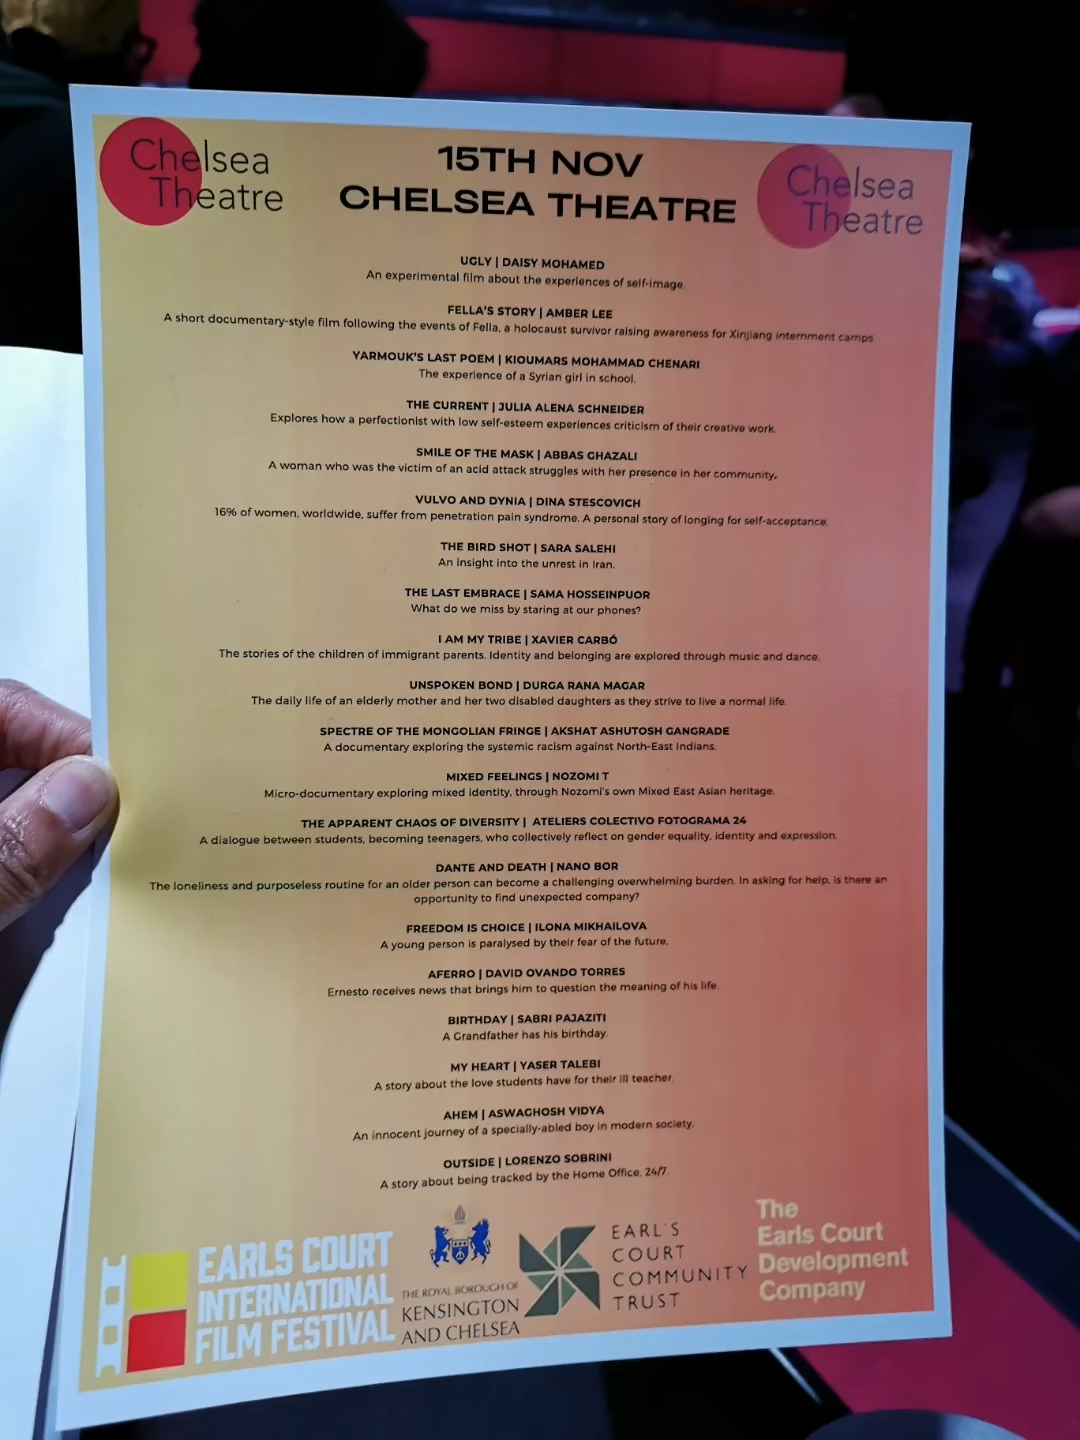 Chelsea
Theatre
15TH NOV
CHELSEA THEATRE
Chelsea
Theatre
UGLY | DAISY MOHAMED
An experimental film about the experiences of self-image.
FELLA'S STORY | AMBER LEE
A short documentary-style film following the events of Fella, a holocaust survivor raising awareness for Xinjiang internment camps.
YARMOUK'S LAST POEM | KIOUMARS MOHAMMAD CHENARI
The experience of a Syrian girl in school.
THE CURRENT | JULIA ALENA SCHNEIDER
Explores how a perfectionist with low self-esteem experiences criticism of their creative work.
SMILE OF THE MASK | ABBAS GHAZALI
A woman who was the victim of an acid attack struggles with her presence in her community.
VULVO AND DYNIA | DINA STESCOVICH
16% of women, worldwide, suffer from penetration pain syndrome. A personal story of longing for self-acceptance.
THE BIRD SHOT | SARA SALEHI
An insight into the unrest in Iran.
THE LAST EMBRACE | SAMA HOSSEINPUOR
What do we miss by staring at our phones?
I AM MY TRIBE | XAVIER CARBÓ
The stories of the children of immigrant parents. Identity and belonging are explored through music and dance.
UNSPOKEN BOND | DURGA RANA MAGAR
The daily life of an elderly mother and her two disabled daughters as they strive to live a normal life.
SPECTRE OF THE MONGOLIAN FRINGE | AKSHAT ASHUTOSH GANGRADE
A documentary exploring the systemic racism against North-East Indians.
MIXED FEELINGS | NOZOMI T
Micro-documentary exploring mixed identity, through Nozomi's own Mixed East Asian heritage.
THE APPARENT CHAOS OF DIVERSITY | ATELIERS COLECTIVO FOTOGRAMA 24
A dialogue between students, becoming teenagers, who collectively reflect on gender equality, identity and expression.
DANTE AND DEATH | NANO BOR
The loneliness and purposeless routine for an older person can become a challenging overwhelming burden. In asking for help, is there an
opportunity to find unexpected company?
FREEDOM IS CHOICE | ILONA MIKHAILOVA
A young person is paralysed by their fear of the future.
AFERRO | DAVID OVANDO TORRES
Ernesto receives news that brings him to question the meaning of his life.
BIRTHDAY | SABRI PAJAZITI
A Grandfather has his birthday.
MY HEART | YASER TALEBI
A story about the love students have for their ill teacher.
AHEM | ASWAGHOSH VIDYA
An innocent journey of a specially-abled boy in modern society.
OUTSIDE | LORENZO SOBRINI
A story about being tracked by the Home Office, 24/7
EARLS COURT
INTERNATIONAL
FILM FESTIVAL
THE ROYAL BOROUGH OF
KENSINGTON
AND CHELSEA
EARL'S
COURT
COMMUNITY
TRUST
The
Earls Court
Development
Company